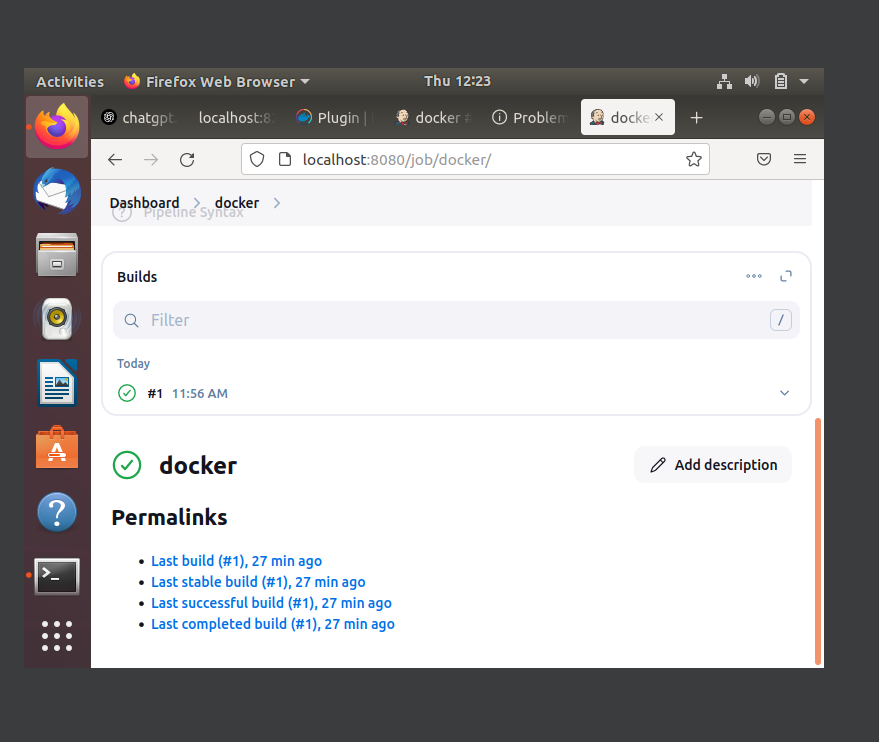 Activities Firefox Web Browser Thu 12:23
chatgpt localhost:8 Plugin docker Problem docke
localhost:8080/job/docker/
Dashboard docker
Pipeline Syntax
Builds
Filter /
Today
#1 11:56 AM
docker Add description
Permalinks
Last build (#1), 27 min ago
Last stable build (#1), 27 min ago
Last successful build (#1), 27 min ago
Last completed build (#1), 27 min ago